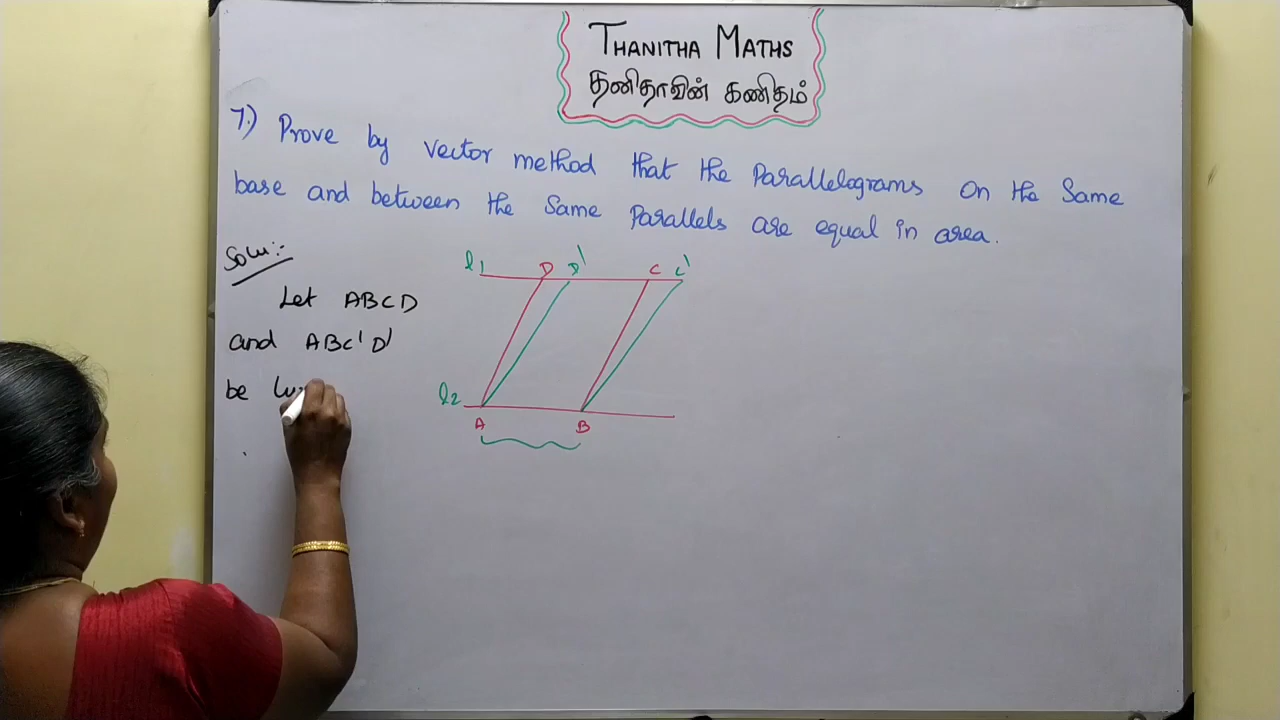 THANITHA MATHS
தனிதாவின் கணிதம்
7.) Prove by vector method that the Parallelograms on the Same
base and between the Same Parallels are equal in area.
Solu:-
Let ABCD
and ABC'D'
be
l1 D D' C C'
l2
A B